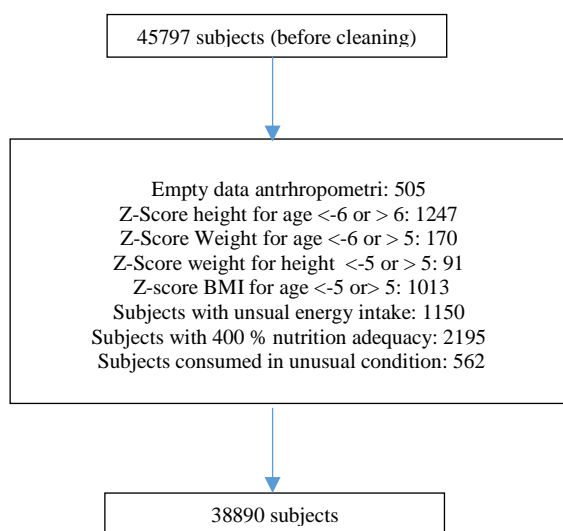 45797 subjects (before cleaning)
Empty data antrhropometri: 505
Z-Score height for age <-6 or > 6: 1247
Z-Score Weight for age <-6 or > 5: 170
Z-Score weight for height <-5 or > 5: 91
Z-score BMI for age <-5 or> 5: 1013
Subjects with unsual energy intake: 1150
Subjects with 400 % nutrition adequacy: 2195
Subjects consumed in unusual condition: 562
38890 subjects